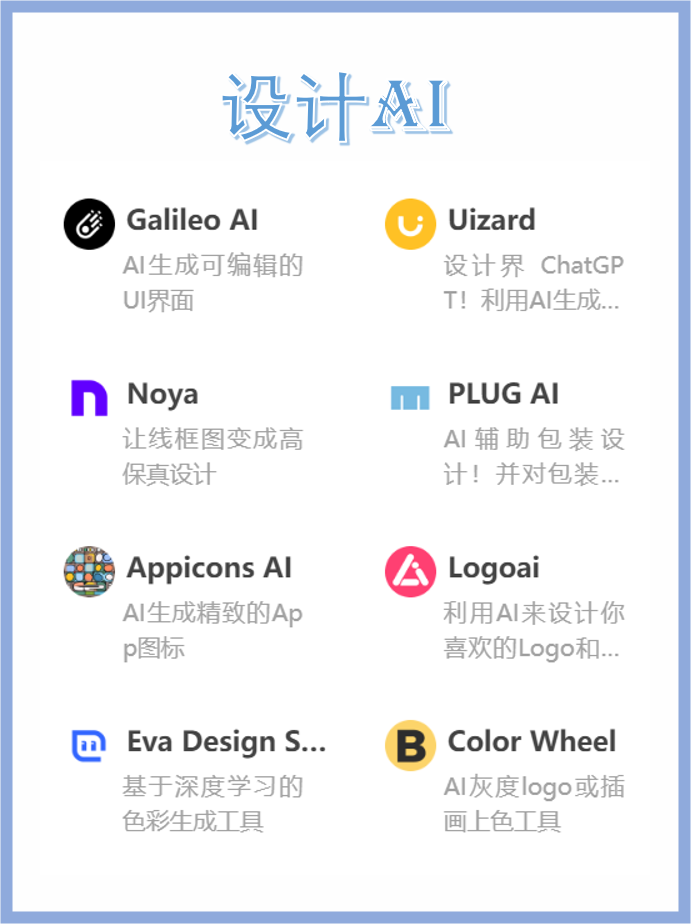 设计AI
Galileo AI
AI生成可编辑的
UI界面
Uizard
设计界 ChatGP
T！利用AI生成...
Noya
让线框图变成高
保真设计
PLUG AI
AI辅助包装设
计！并对包装...
Appicons AI
AI生成精致的Ap
p图标
Logoai
利用AI来设计你
喜欢的Logo和...
Eva Design S...
基于深度学习的
色彩生成工具
Color Wheel
AI灰度logo或插
画上色工具